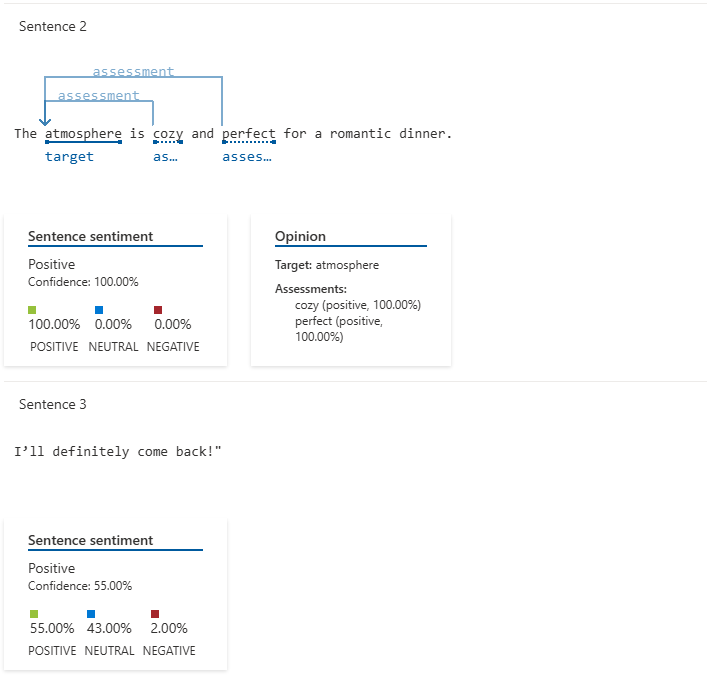 Sentence 2
assessment
assessment
The atmosphere is cozy and perfect for a romantic dinner.
target as… asses…
Sentence sentiment
Positive
Confidence: 100.00%
100.00% 0.00% 0.00%
POSITIVE NEUTRAL NEGATIVE
Opinion
Target: atmosphere
Assessments:
cozy (positive, 100.00%)
perfect (positive,
100.00%)
Sentence 3
I’ll definitely come back!"
Sentence sentiment
Positive
Confidence: 55.00%
55.00% 43.00% 2.00%
POSITIVE NEUTRAL NEGATIVE